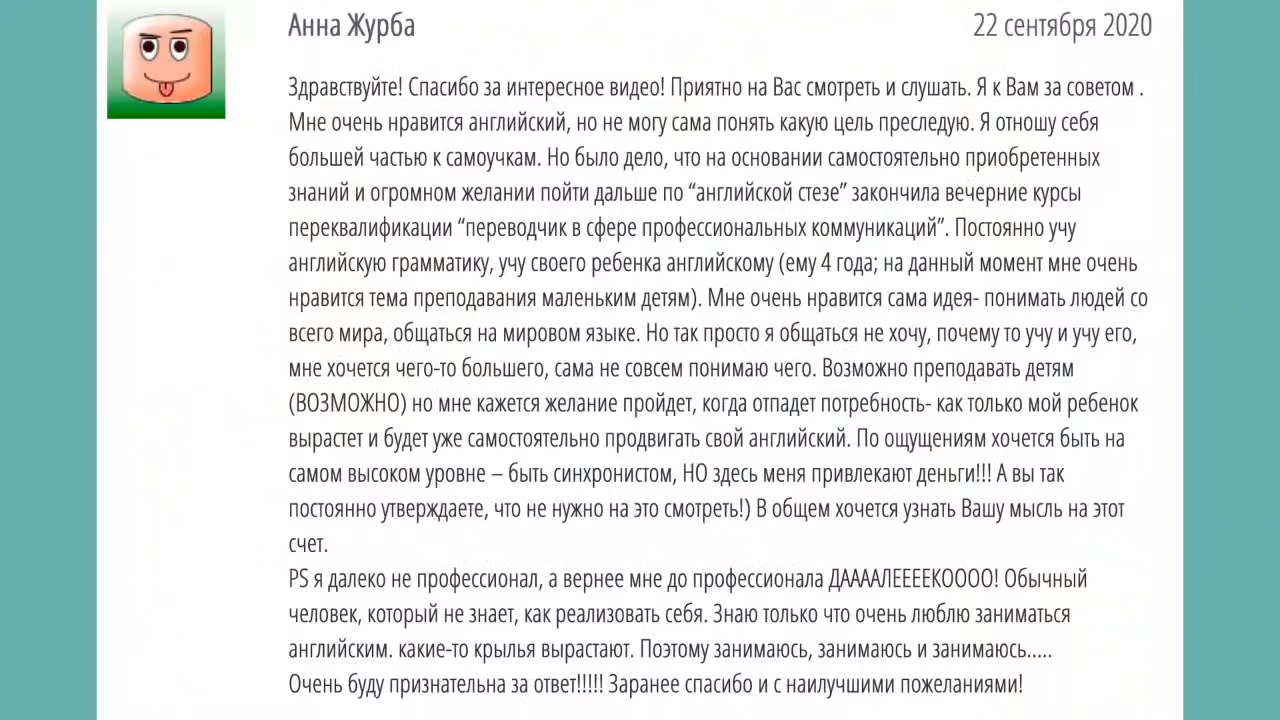 Анна Журба
22 сентября 2020
Здравствуйте! Спасибо за интересное видео! Приятно на Вас смотреть и слушать. Я к Вам за советом .
Мне очень нравится английский, но не могу сама понять какую цель преследую. Я отношу себя
большей частью к самоучкам. Но было дело, что на основании самостоятельно приобретенных
знаний и огромном желании пойти дальше по “английской стезе” закончила вечерние курсы
переквалификации “переводчик в сфере профессиональных коммуникаций”. Постоянно учу
английскую грамматику, учу своего ребенка английскому (ему 4 года; на данный момент мне очень
нравится тема преподавания маленьким детям). Мне очень нравится сама идея- понимать людей со
всего мира, общаться на мировом языке. Но так просто я общаться не хочу, почему то учу и учу его,
мне хочется чего-то большего, сама не совсем понимаю чего. Возможно преподавать детям
(ВОЗМОЖНО) но мне кажется желание пройдет, когда отпадет потребность- как только мой ребенок
вырастет и будет уже самостоятельно продвигать свой английский. По ощущениям хочется быть на
самом высоком уровне – быть синхронистом, НО здесь меня привлекают деньги!!! А вы так
постоянно утверждаете, что не нужно на это смотреть!) В общем хочется узнать Вашу мысль на этот
счет.
PS я далеко не профессионал, а вернее мне до профессионала ДААААЛЕЕЕЕКОООО! Обычный
человек, который не знает, как реализовать себя. Знаю только что очень люблю заниматься
английским. какие-то крылья вырастают. Поэтому занимаюсь, занимаюсь и занимаюсь.....
Очень буду признательна за ответ!!!!! Заранее спасибо и с наилучшими пожеланиями!